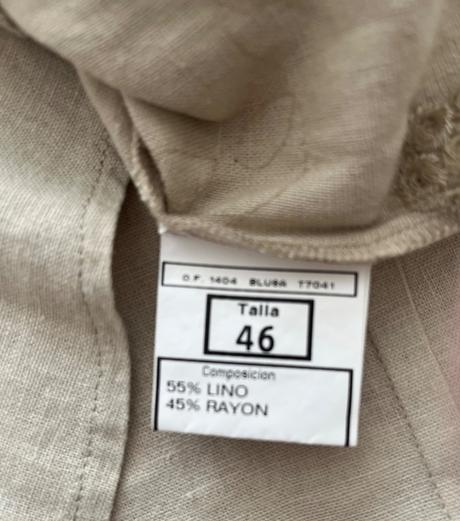 O.F. 1404 BLUSA T7041
Talla
46
Composicion
55% LINO
45% RAYON